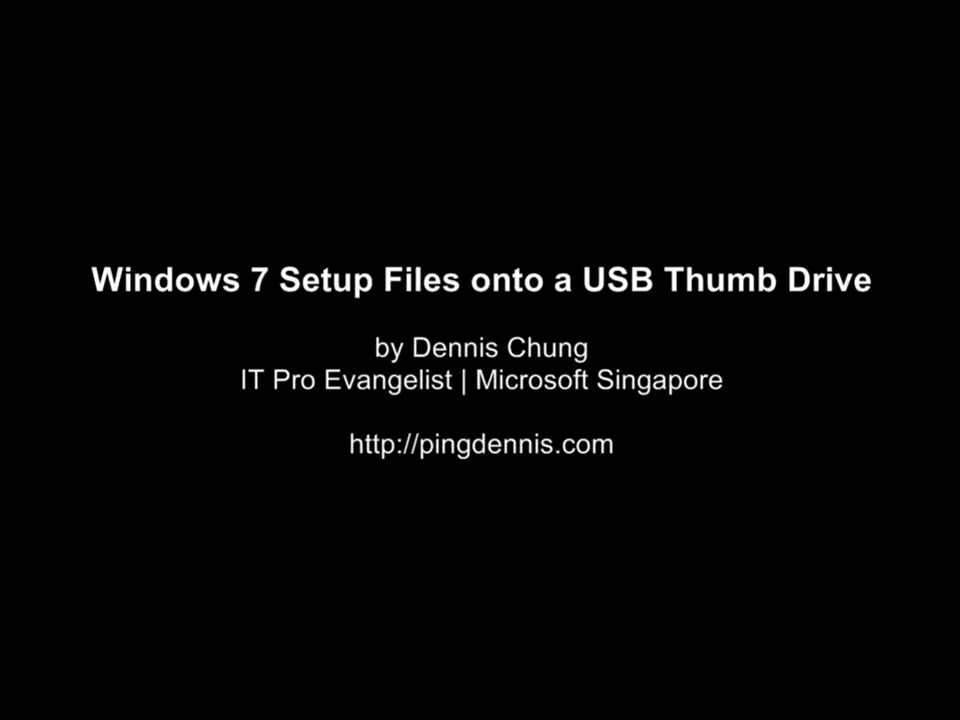 Windows 7 Setup Files onto a USB Thumb Drive
by Dennis Chung
IT Pro Evangelist | Microsoft Singapore
http://pingdennis.com